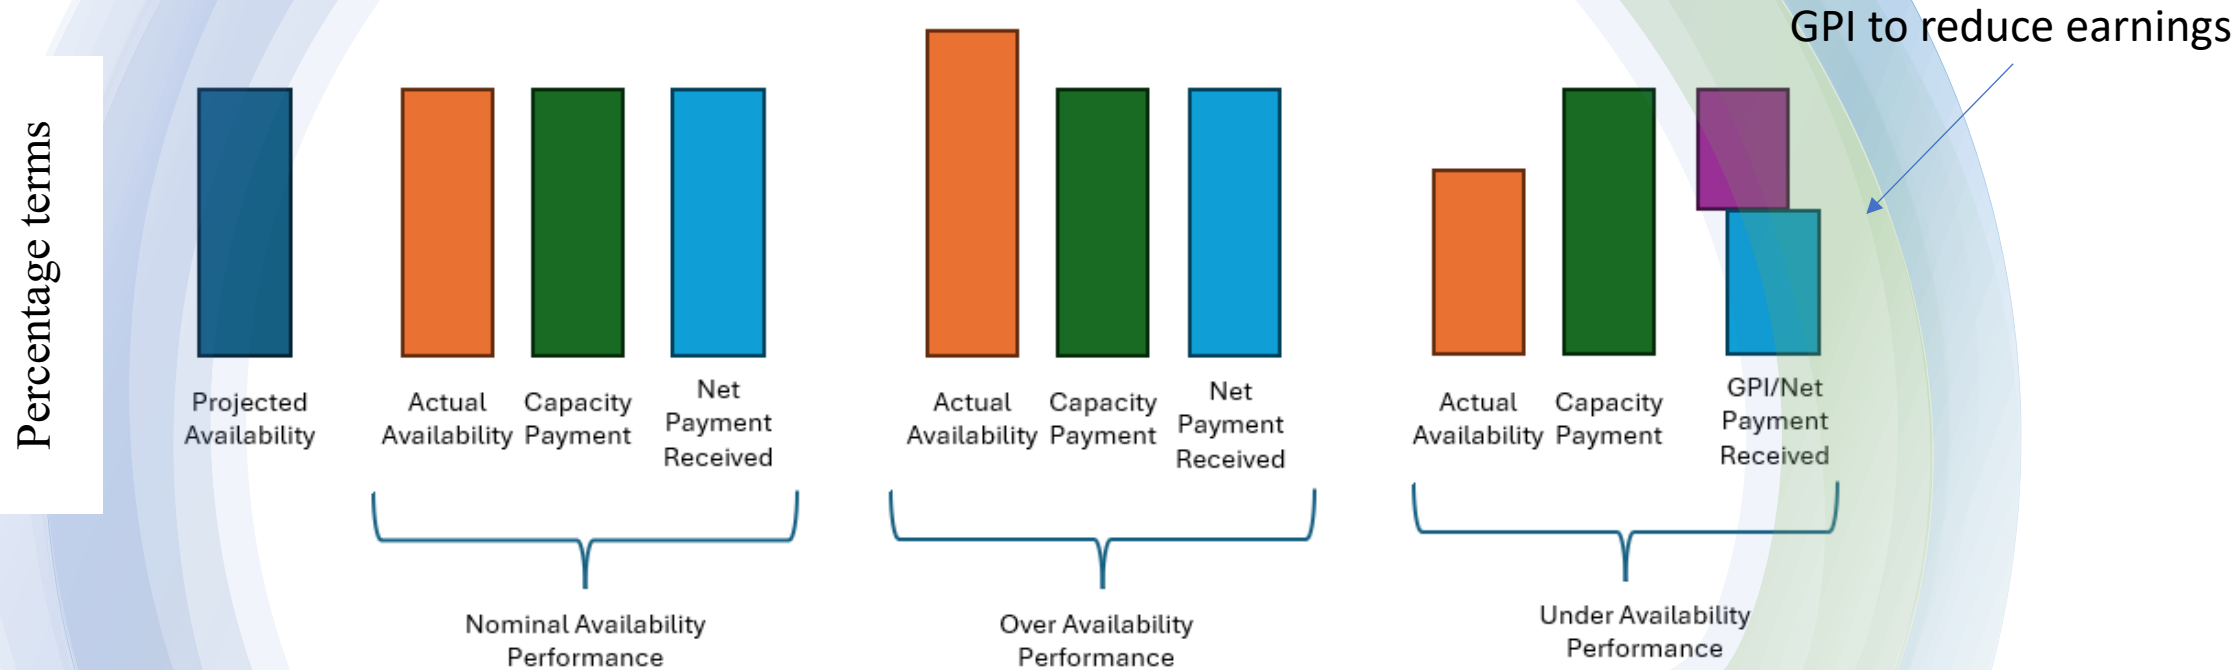 GPI to reduce earnings
Percentage terms
Projected
Availability
Actual
Availability
Capacity
Payment
Net
Payment
Received
Actual
Availability
Capacity
Payment
Net
Payment
Received
Actual
Availability
Capacity
Payment
GPI/Net
Payment
Received
Nominal Availability
Performance
Over Availability
Performance
Under Availability
Performance